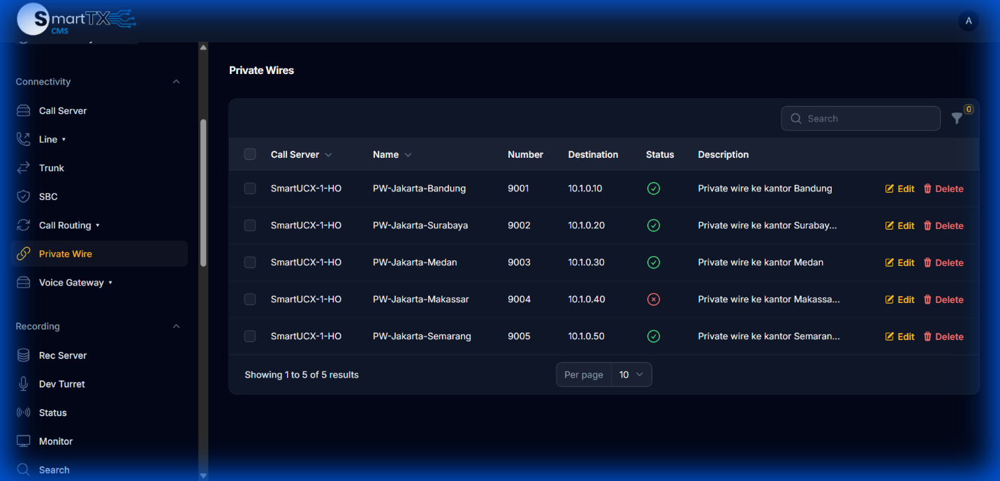 SmartTX
CMS
A
Connectivity
Call Server
Line
Trunk
SBC
Call Routing
Private Wire
Voice Gateway
Recording
Rec Server
Dev Turret
Status
Monitor
Search
Private Wires
Search
0
Call Server Name Number Destination Status Description
SmartUCX-1-HO PW-Jakarta-Bandung 9001 10.1.0.10 Private wire ke kantor Bandung Edit Delete
SmartUCX-1-HO PW-Jakarta-Surabaya 9002 10.1.0.20 Private wire ke kantor Surabay... Edit Delete
SmartUCX-1-HO PW-Jakarta-Medan 9003 10.1.0.30 Private wire ke kantor Medan Edit Delete
SmartUCX-1-HO PW-Jakarta-Makassar 9004 10.1.0.40 Private wire ke kantor Makassa... Edit Delete
SmartUCX-1-HO PW-Jakarta-Semarang 9005 10.1.0.50 Private wire ke kantor Semaran... Edit Delete
Showing 1 to 5 of 5 results
Per page 10